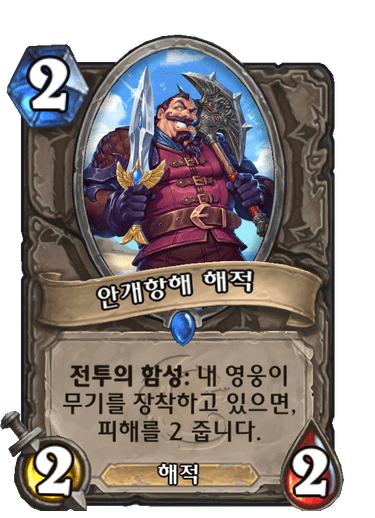 2
안개항해 해적
전투의 함성: 내 영웅이
무기를 장착하고 있으면,
피해를 2 줍니다.
2
해적
2